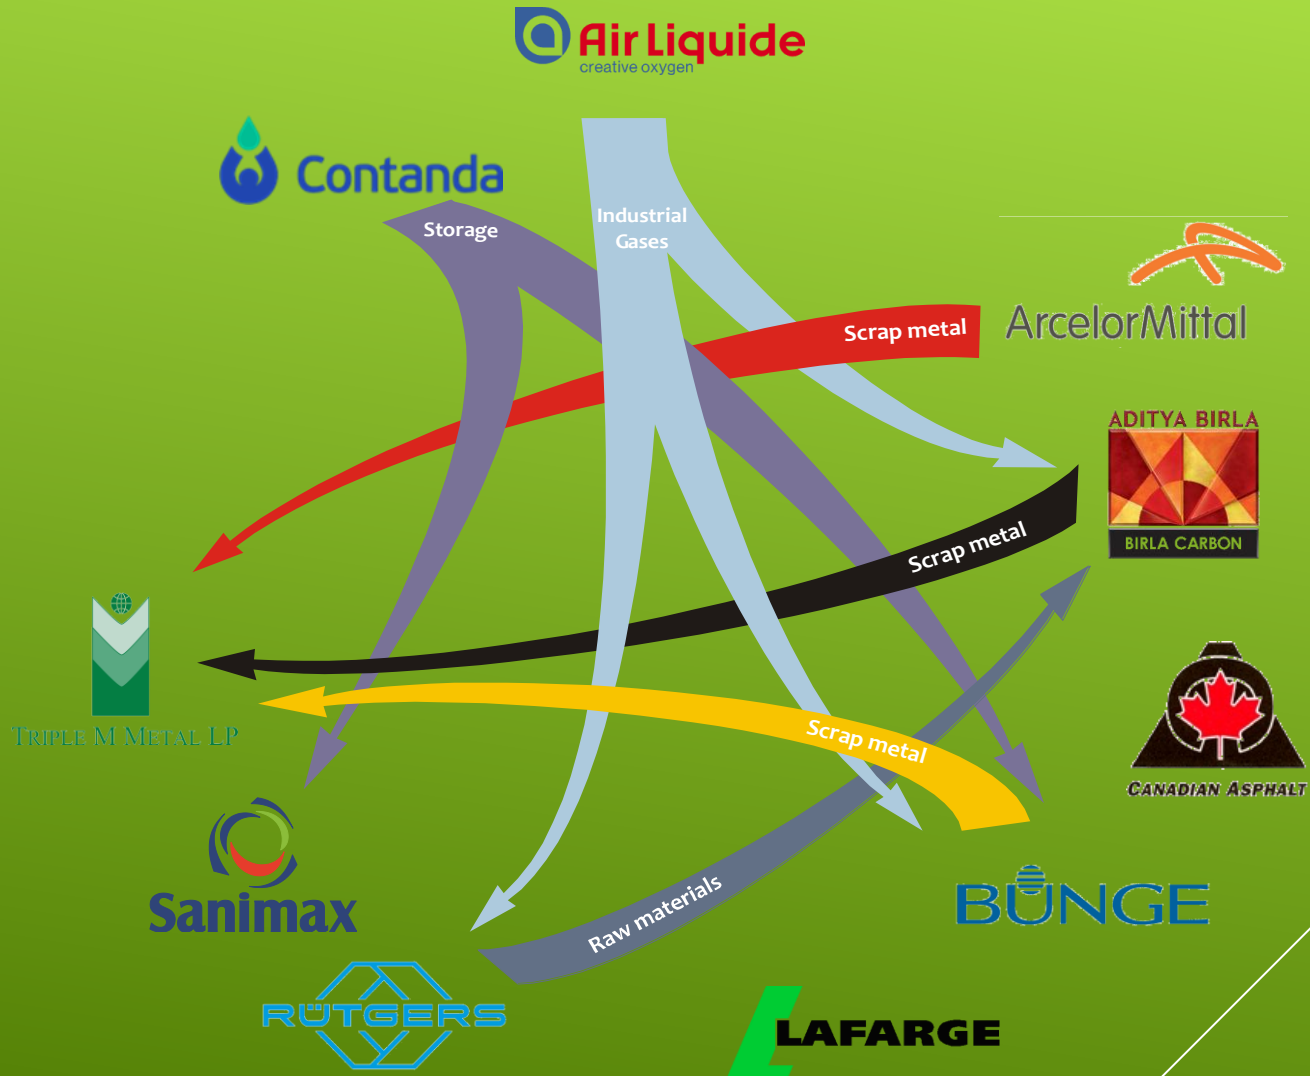 Air Liquide
creative oxygen
Contanda
Storage
Industrial
Gases
ArcelorMittal
Scrap metal
ADITYA BIRLA
BIRLA CARBON
Scrap metal
TRIPLE M METAL LP
Scrap metal
CANADIAN ASPHALT
Sanimax
Raw materials
BUNGE
RÜTGERS
LAFARGE